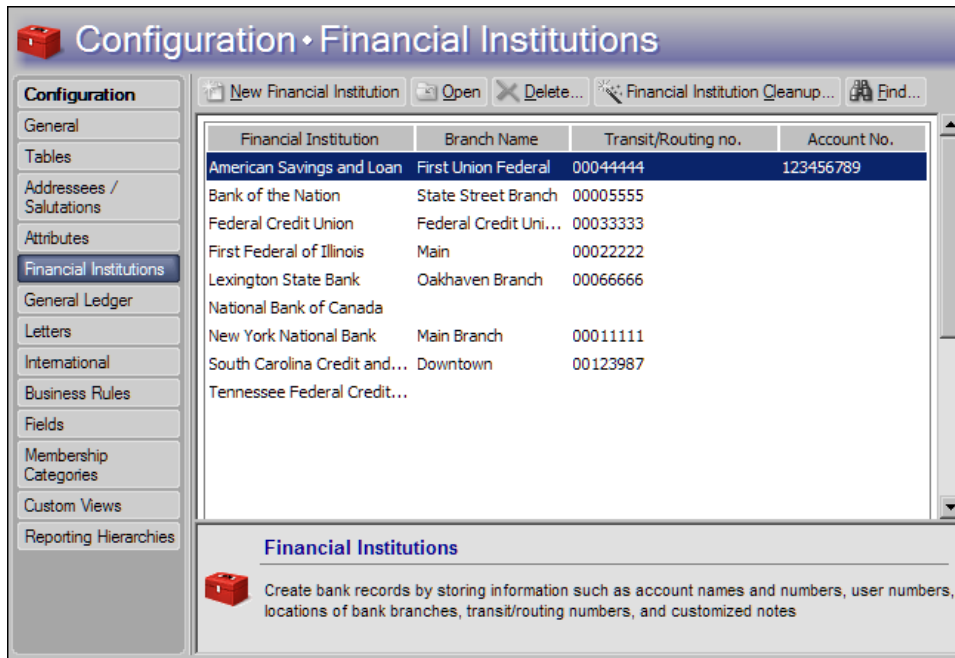 Configuration • Financial Institutions
Configuration
General
Tables
Addressees /
Salutations
Attributes
Financial Institutions
General Ledger
Letters
International
Business Rules
Fields
Membership
Categories
Custom Views
Reporting Hierarchies
New Financial Institution Open Delete... Financial Institution Cleanup... Find...
Financial Institution Branch Name Transit/Routing no. Account No.
American Savings and Loan First Union Federal 00044444 123456789
Bank of the Nation State Street Branch 00005555
Federal Credit Union Federal Credit Uni... 00033333
First Federal of Illinois Main 00022222
Lexington State Bank Oakhaven Branch 00066666
National Bank of Canada
New York National Bank Main Branch 00011111
South Carolina Credit and... Downtown 00123987
Tennessee Federal Credit...
Financial Institutions
Create bank records by storing information such as account names and numbers, user numbers,
locations of bank branches, transit/routing numbers, and customized notes